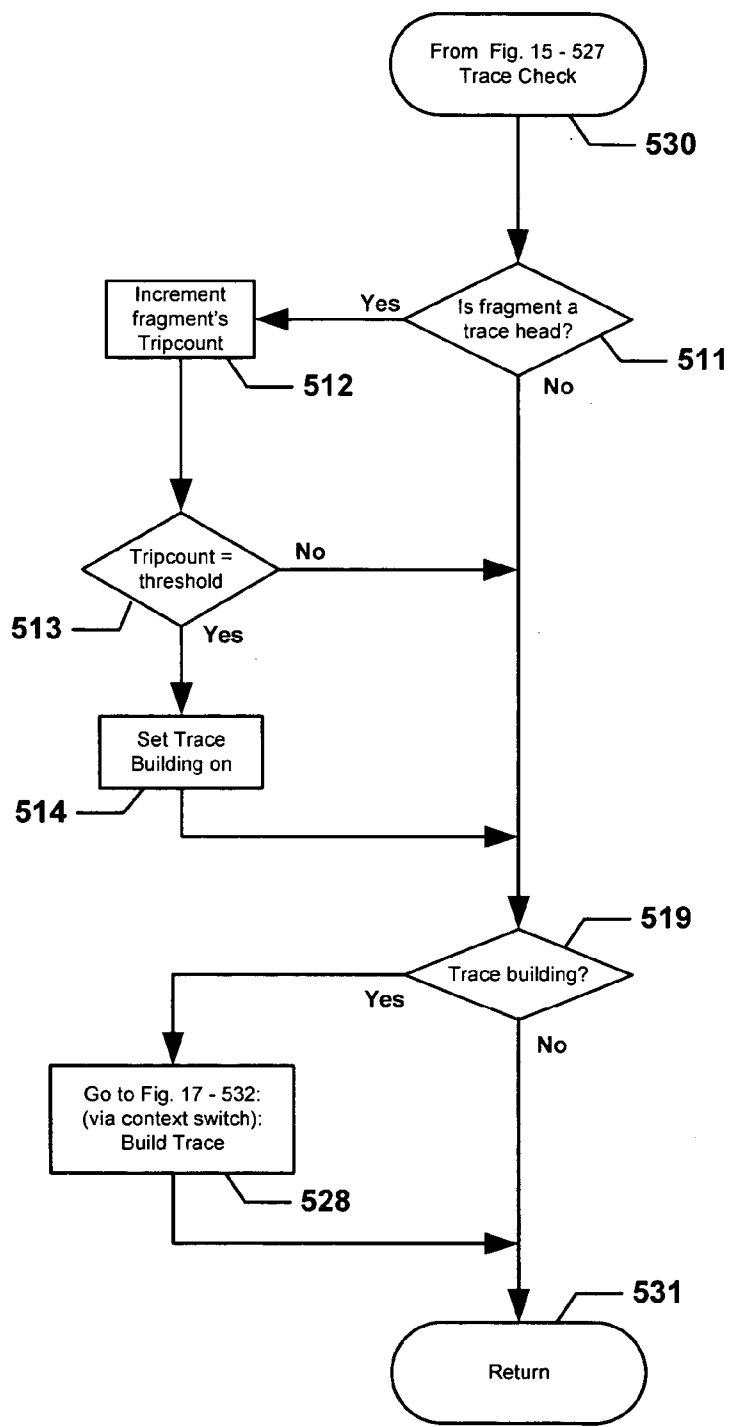 From Fig. 15 - 527
Trace Check
530
Is fragment a
trace head?
511
Yes
No
Increment
fragment's
Tripcount
512
Tripcount =
threshold
513
No
Yes
Set Trace
Building on
514
519
Trace building?
Yes
No
Go to Fig. 17 - 532:
(via context switch):
Build Trace
528
531
Return